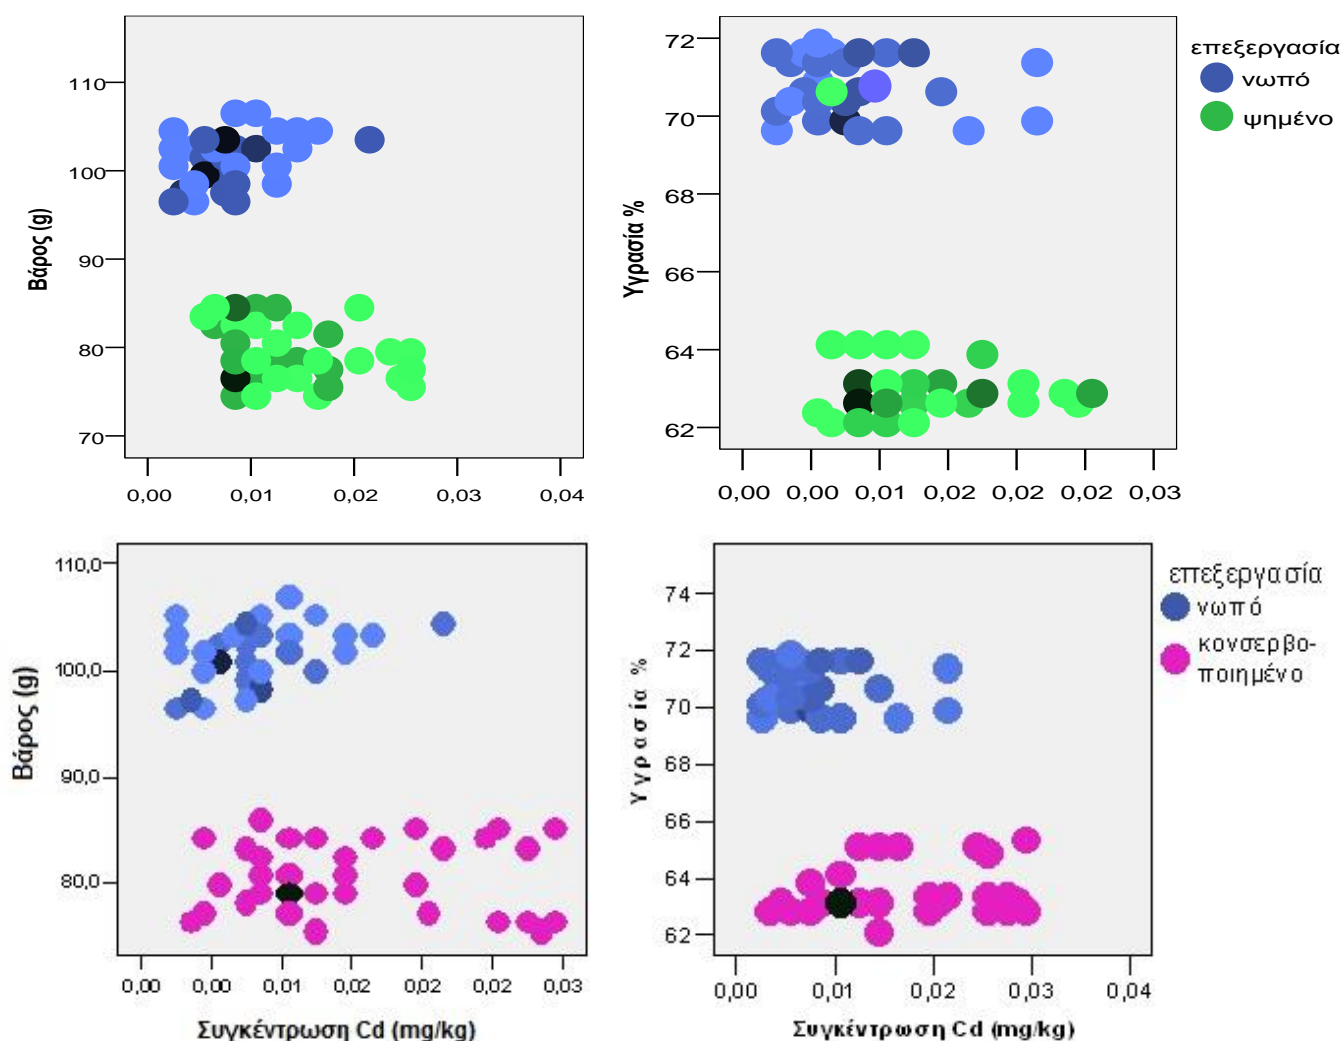 Βάρος (g)
110
100
90
80
70
0,00 0,01 0,02 0,03 0,04
Υγρασία %
72
70
68
66
64
62
0,00 0,00 0,01 0,02 0,02 0,02 0,03
επεξεργασία
νωπό
ψημένο
Βάρος (g)
110,0
100,0
90,0
80,0
0,00 0,00 0,01 0,02 0,02 0,02 0,03
Συγκέντρωση Cd (mg/kg)
Υγρασία %
74
72
70
68
66
64
62
0,00 0,01 0,02 0,03 0,04
Συγκέντρωση Cd (mg/kg)
επεξεργασία
νωπό
κονσερβο-
ποιημένο